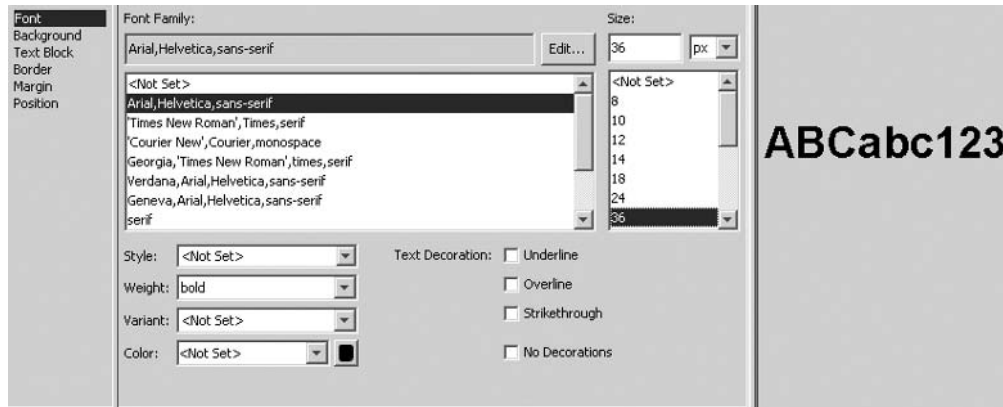 Font
Background
Text Block
Border
Margin
Position
Font Family:
Arial,Helvetica,sans-serif
Edit...
<Not Set>
Arial,Helvetica,sans-serif
'Times New Roman',Times,serif
'Courier New',Courier,monospace
Georgia,'Times New Roman',times,serif
Verdana,Arial,Helvetica,sans-serif
Geneva,Arial,Helvetica,sans-serif
serif
Size:
36 px
<Not Set>
8
10
12
14
18
24
36
Style: <Not Set>
Weight: bold
Variant: <Not Set>
Color: <Not Set>
Text Decoration: Underline
Overline
Strikethrough
No Decorations
ABCabc123